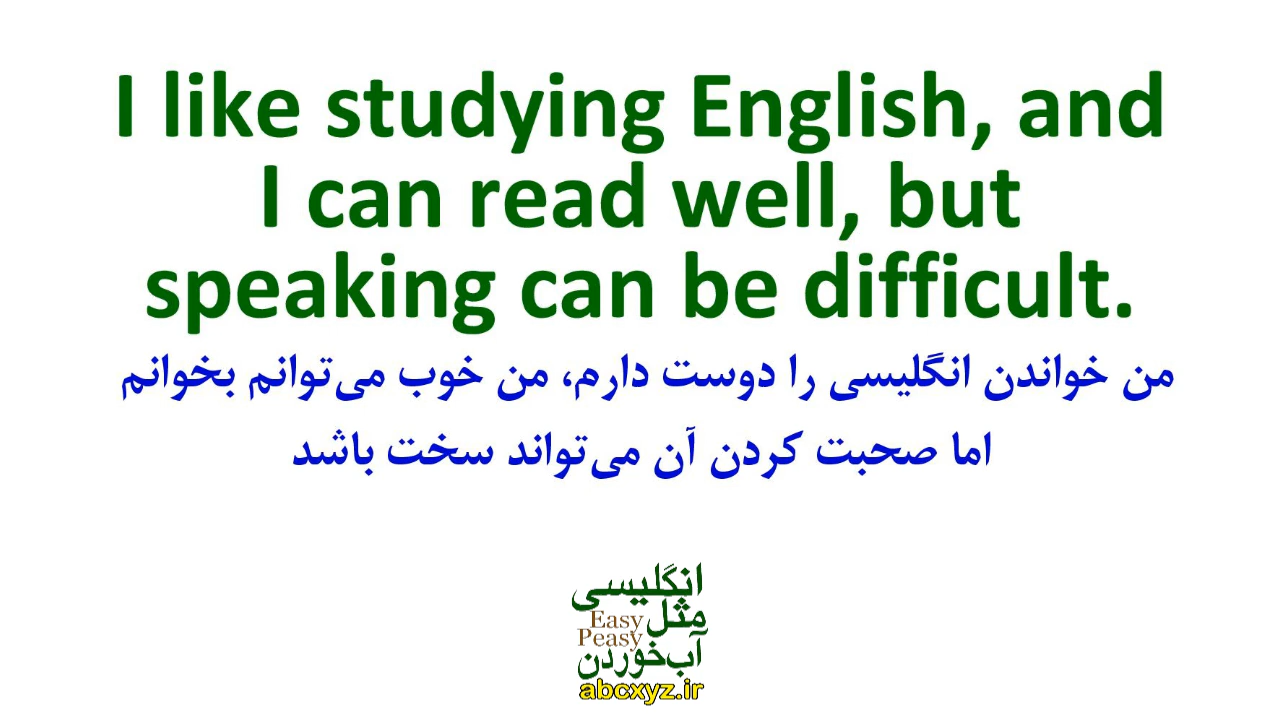 I like studying English, and
I can read well, but
speaking can be difficult.
من خواندن انگلیسی را دوست دارم، من خوب می‌توانم بخوانم
اما صحبت کردن آن می‌تواند سخت باشد
انگلیسی
مثل
Easy
Peasy
آب‌خوردن
abcxyz.ir